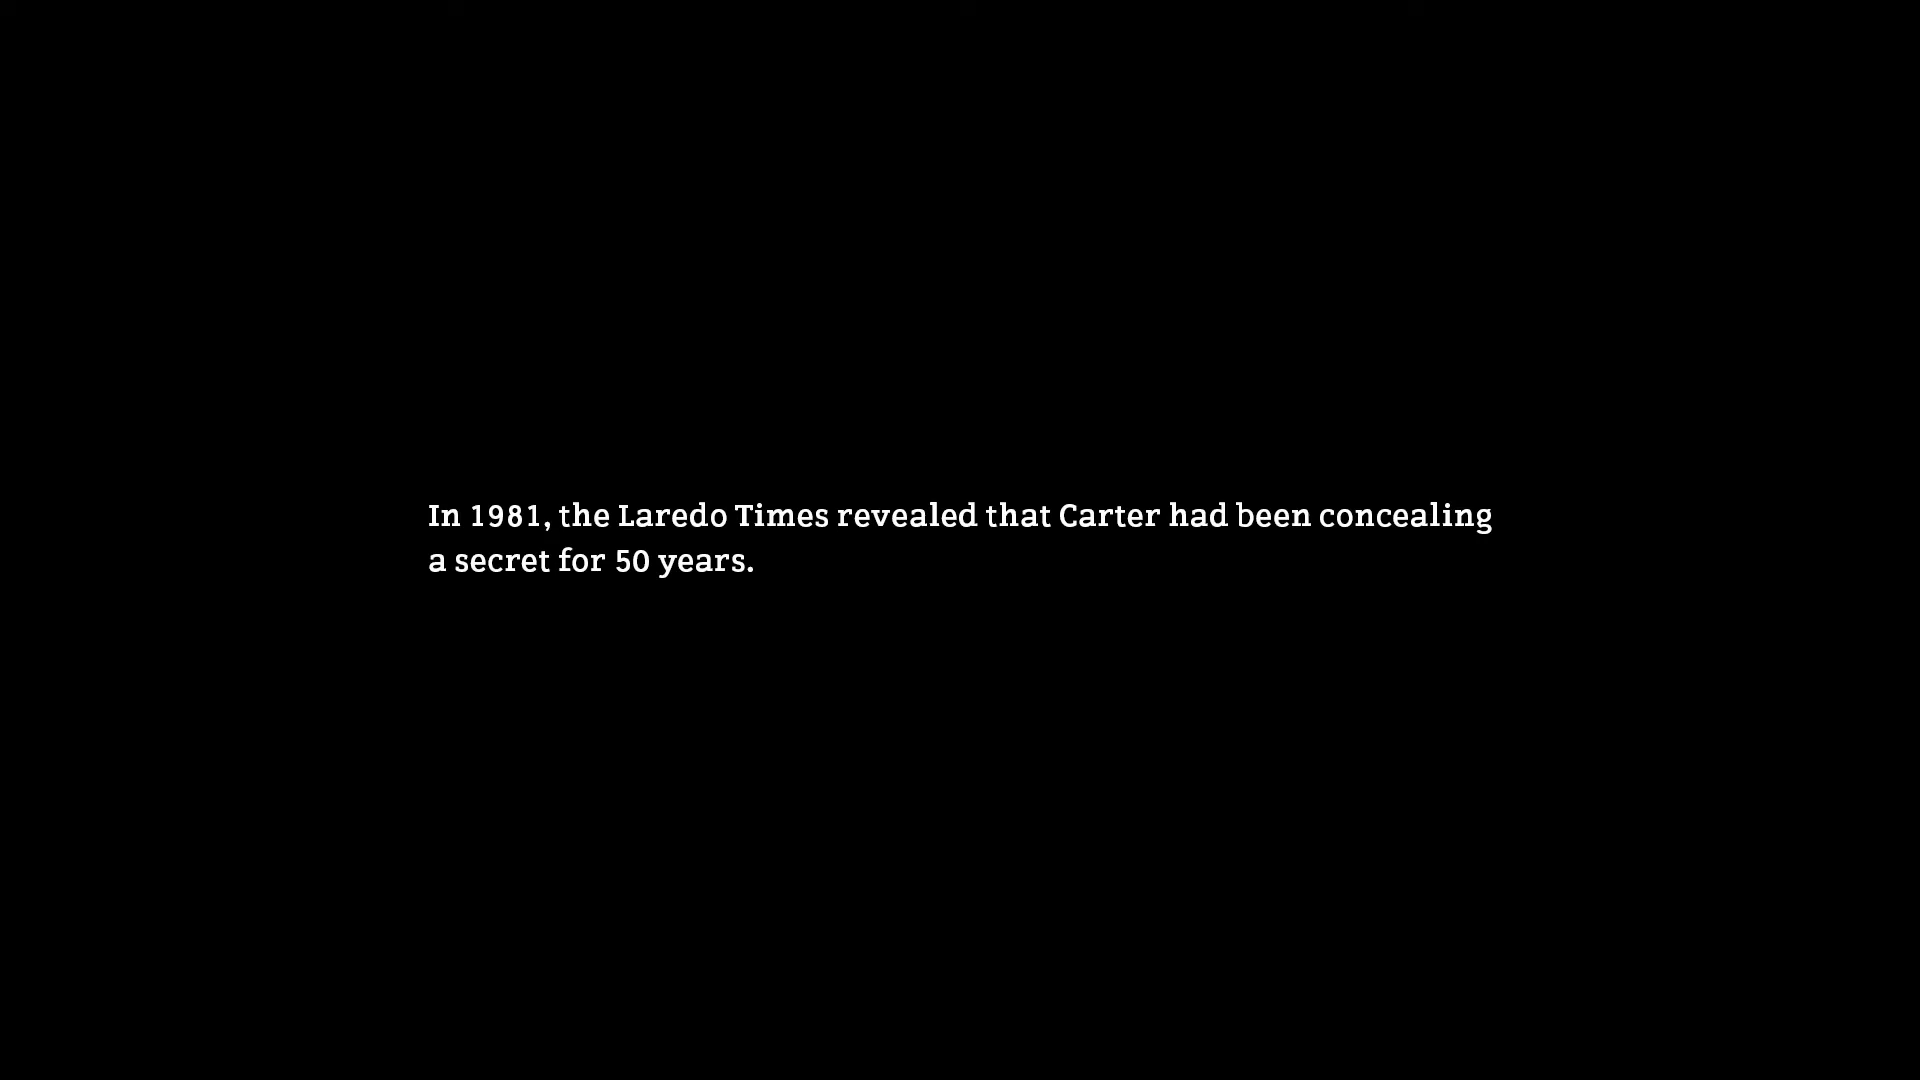 In 1981, the Laredo Times revealed that Carter had been concealing
a secret for 50 years.